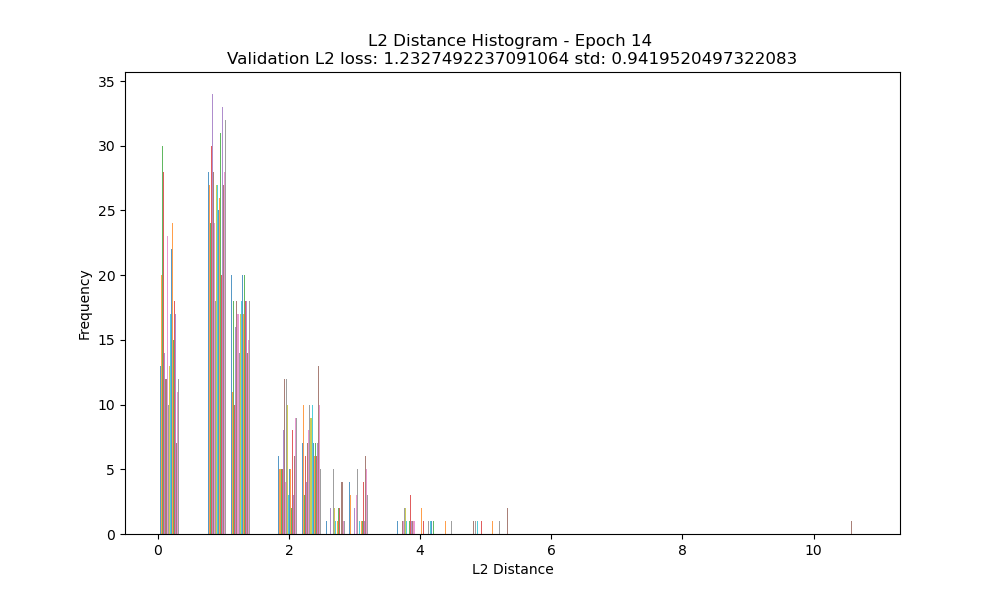 L2 Distance Histogram - Epoch 14
Validation L2 loss: 1.2327492237091064 std: 0.9419520497322083
35
30
25
20
15
10
5
0
Frequency
0 2 4 6 8 10
L2 Distance